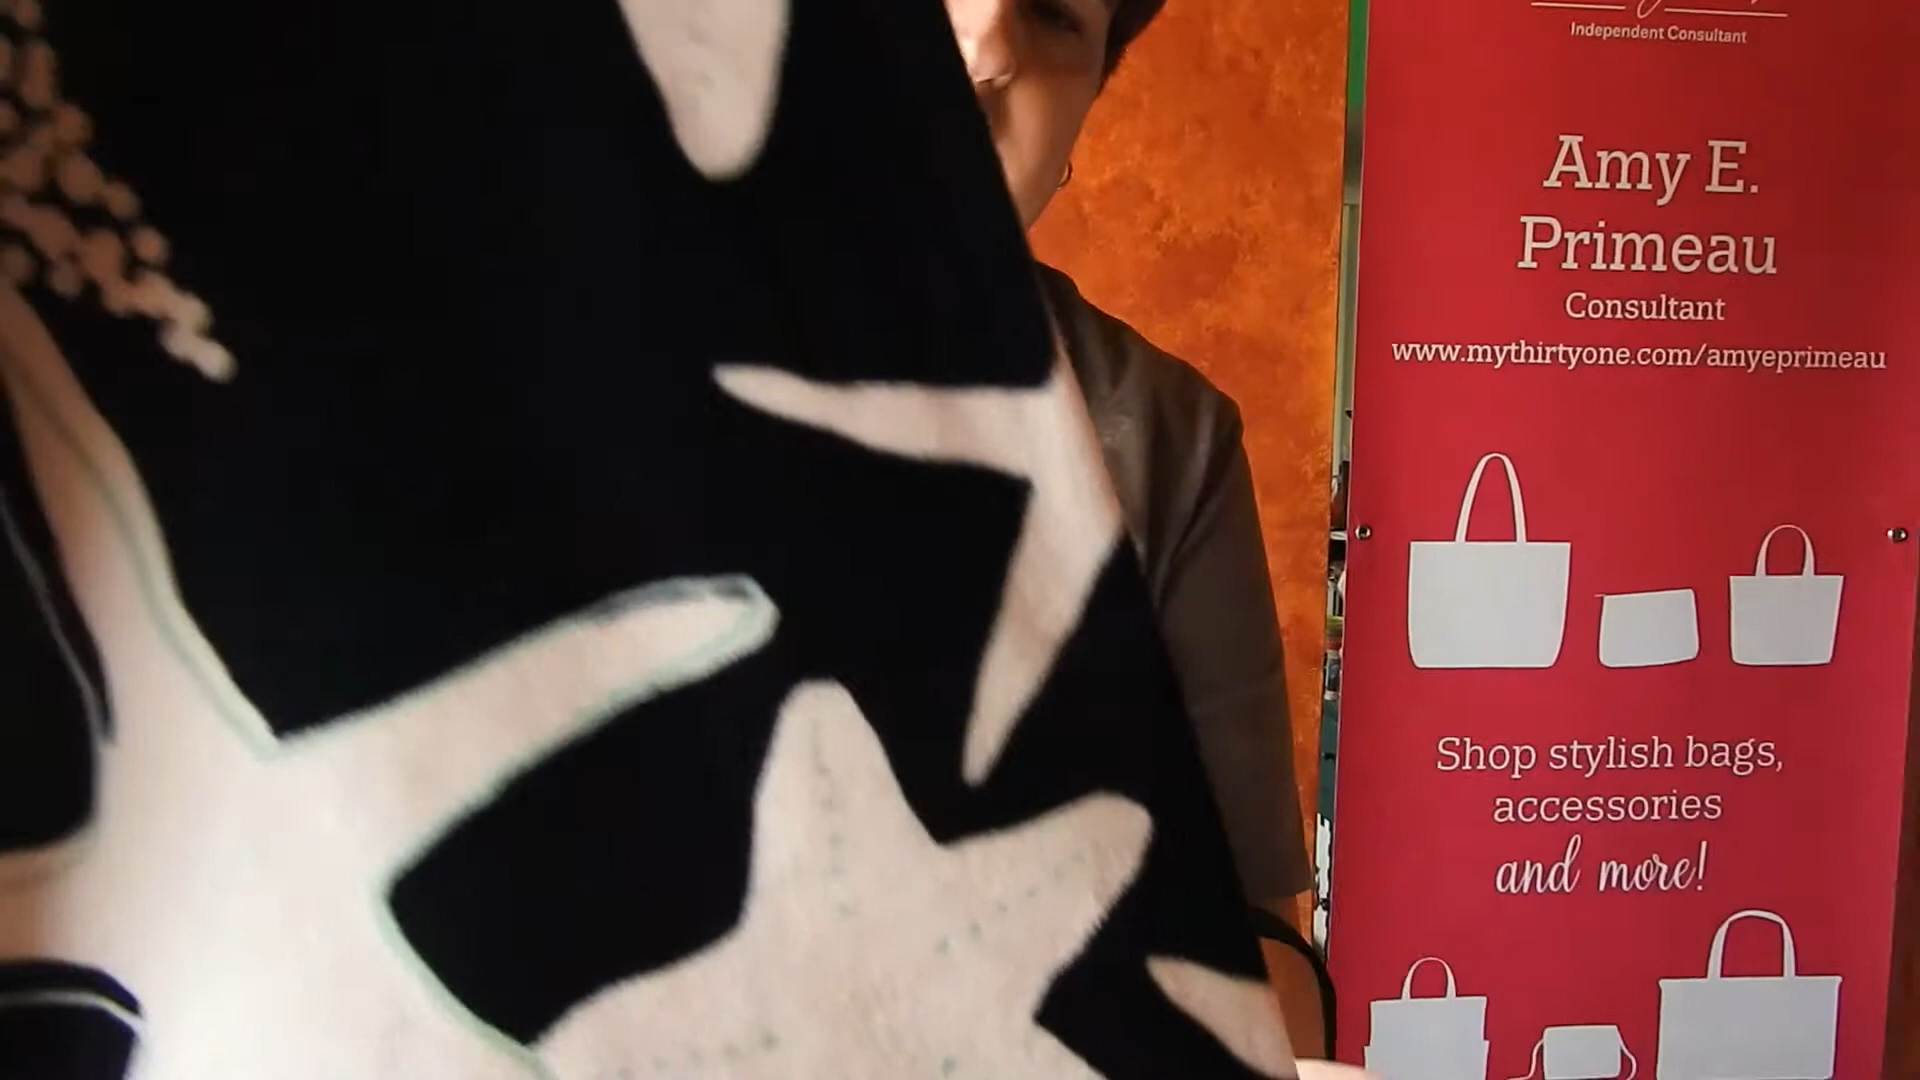 Independent Consultant
Amy E.
Primeau
Consultant
www.mythirtyone.com/amyeprimeau
Shop stylish bags,
accessories
and more!